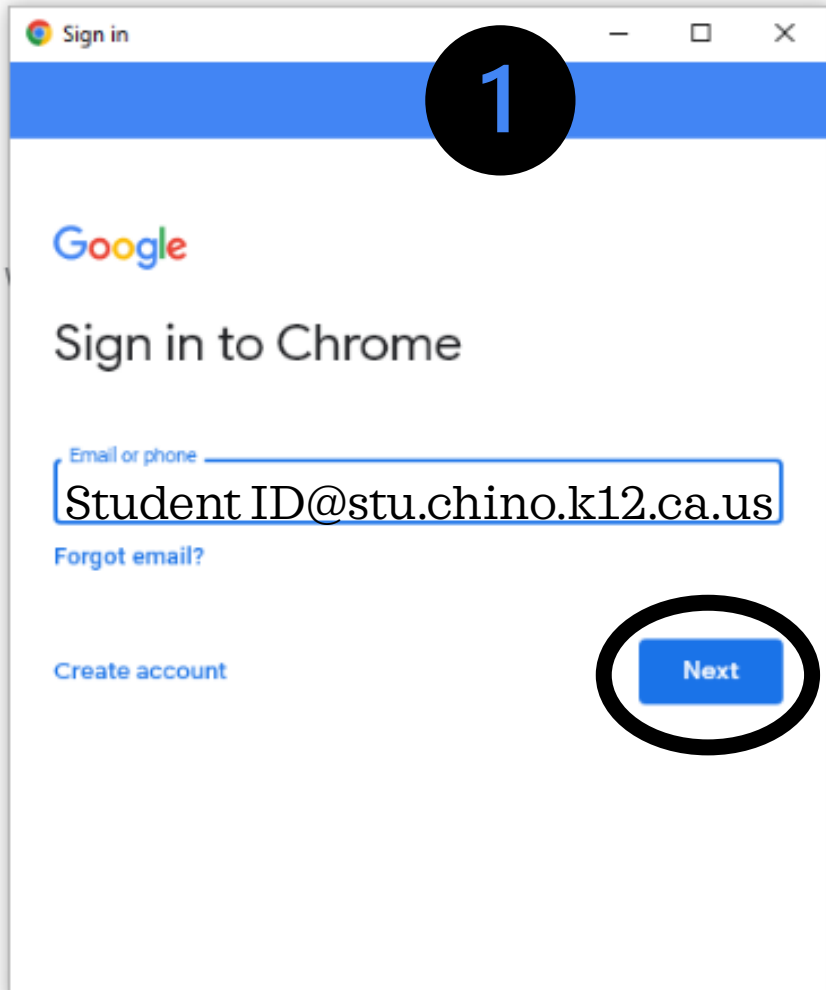 Sign in
1
Google
Sign in to Chrome
Email or phone
Student ID@stu.chino.k12.ca.us
Forgot email?
Create account
Next